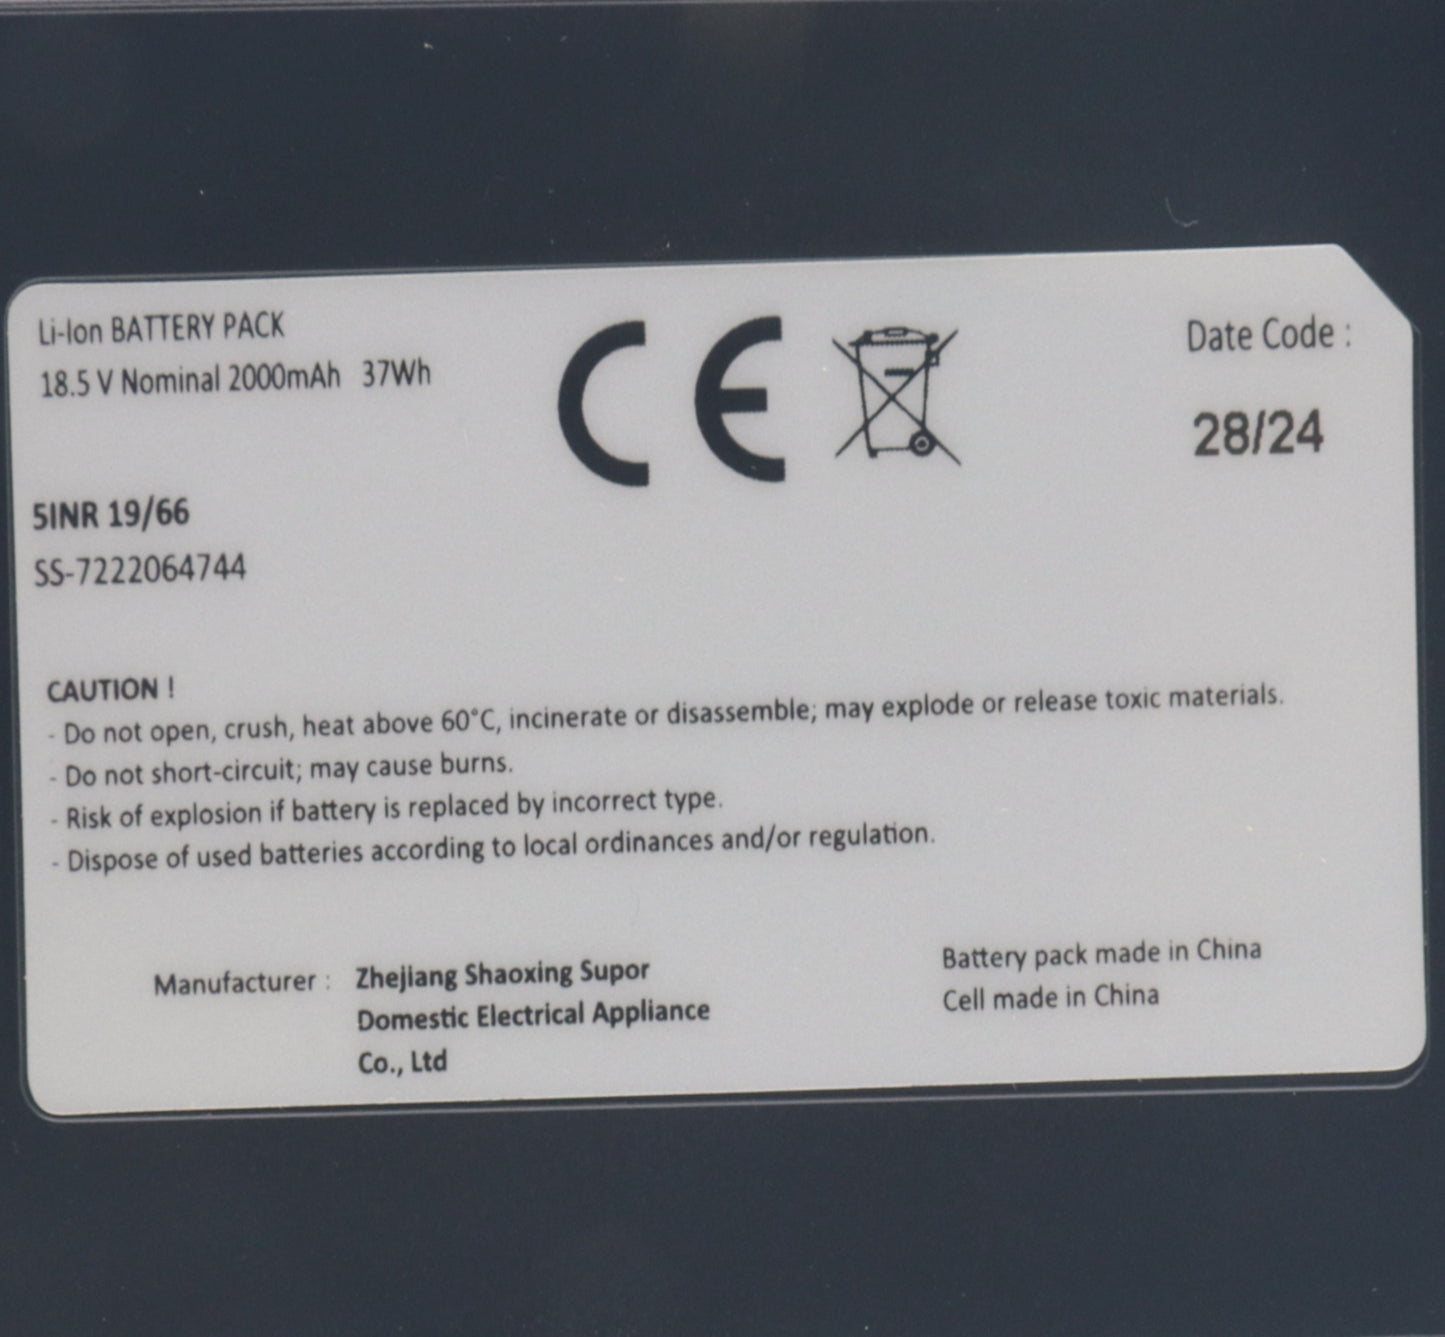 Li-Ion BATTERY PACK
18.5 V Nominal 2000mAh 37Wh
CE
Date Code :
28/24
5INR 19/66
SS-7222064744
CAUTION !
- Do not open, crush, heat above 60°C, incinerate or disassemble; may explode or release toxic materials.
- Do not short-circuit; may cause burns.
- Risk of explosion if battery is replaced by incorrect type.
- Dispose of used batteries according to local ordinances and/or regulation.
Manufacturer : Zhejiang Shaoxing Supor
Domestic Electrical Appliance
Co., Ltd
Battery pack made in China
Cell made in China